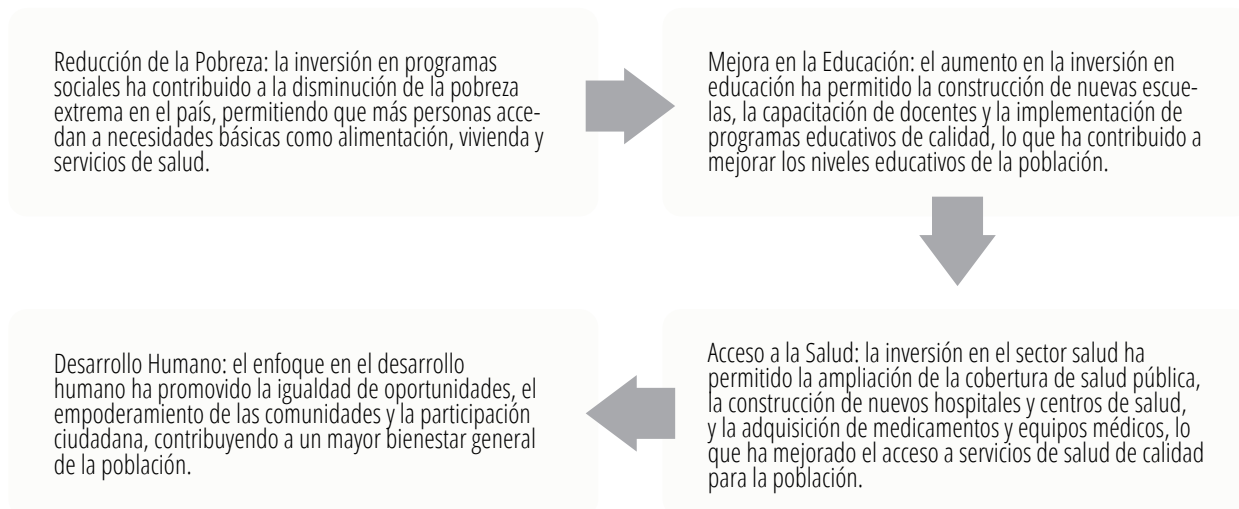 Reducción de la Pobreza: la inversión en programas
sociales ha contribuido a la disminución de la pobreza
extrema en el país, permitiendo que más personas acce-
dan a necesidades básicas como alimentación, vivienda y
servicios de salud.
Mejora en la Educación: el aumento en la inversión en
educación ha permitido la construcción de nuevas escue-
las, la capacitación de docentes y la implementación de
programas educativos de calidad, lo que ha contribuido a
mejorar los niveles educativos de la población.
Acceso a la Salud: la inversión en el sector salud ha
permitido la ampliación de la cobertura de salud pública,
la construcción de nuevos hospitales y centros de salud,
y la adquisición de medicamentos y equipos médicos, lo
que ha mejorado el acceso a servicios de salud de calidad
para la población.
Desarrollo Humano: el enfoque en el desarrollo
humano ha promovido la igualdad de oportunidades, el
empoderamiento de las comunidades y la participación
ciudadana, contribuyendo a un mayor bienestar general
de la población.